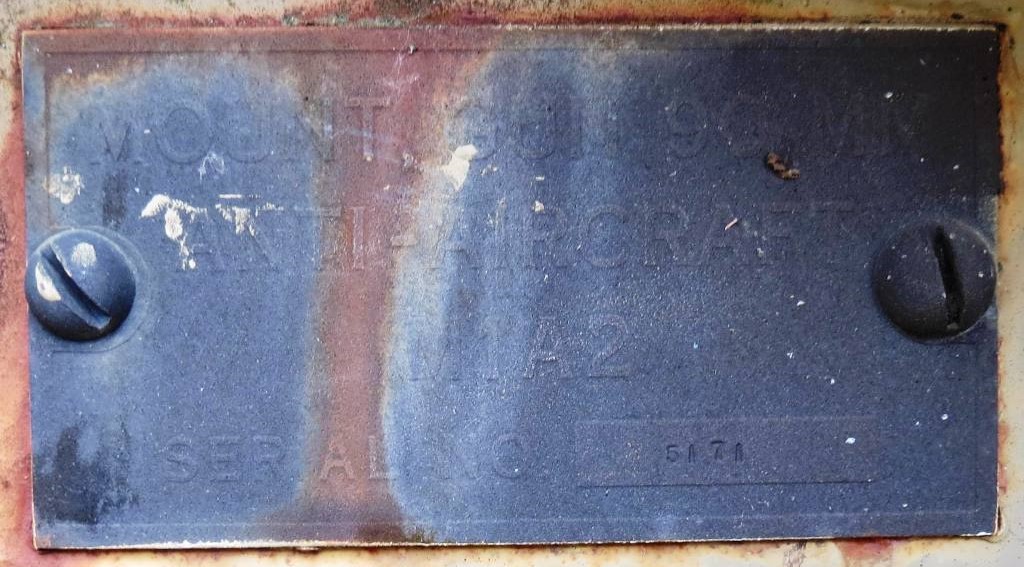 MOUNT, GUN, 90 MM
ANTI-AIRCRAFT
M1A2
SERIAL NO 5171